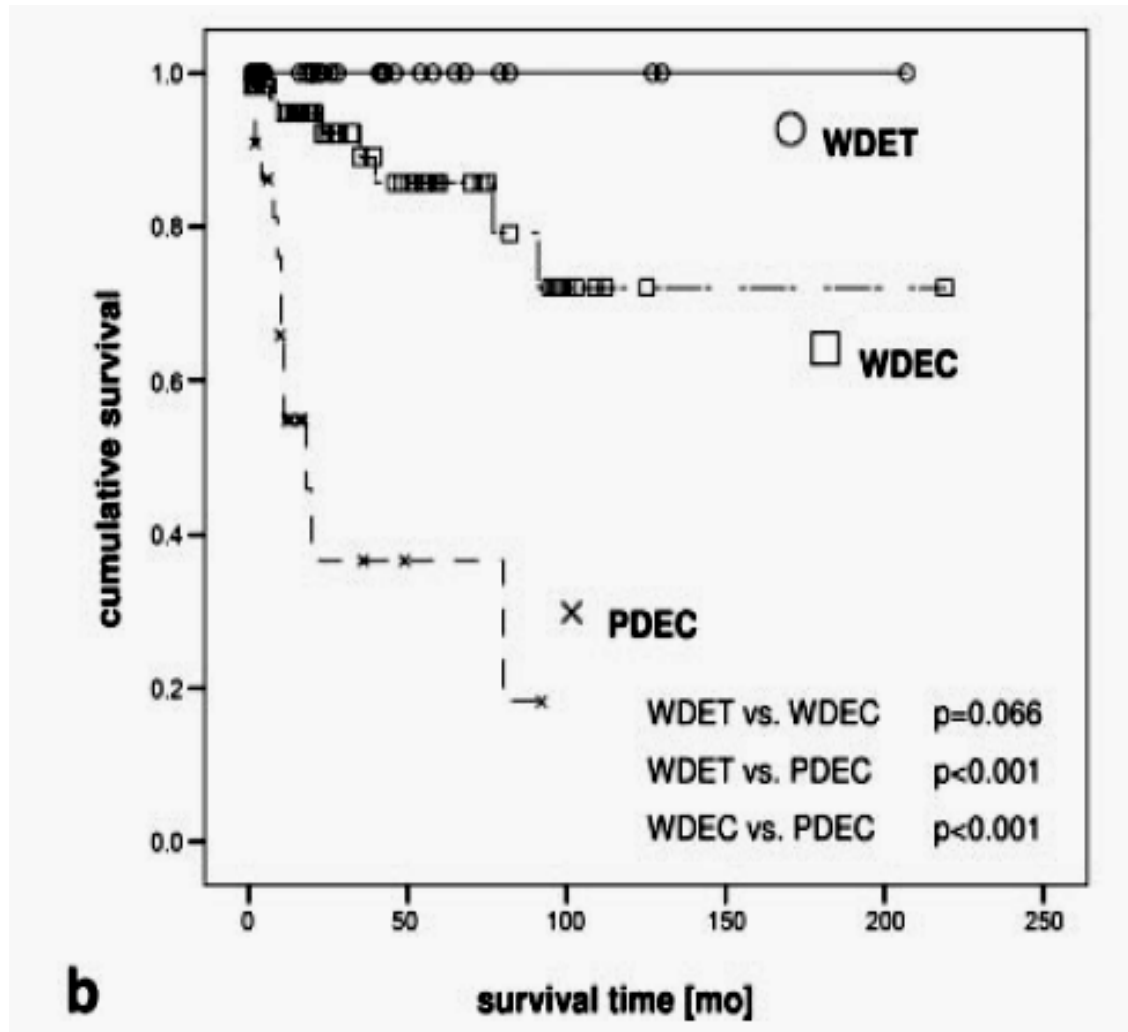 1.0
WDET
0.8
WDEC
0.6
0.4
PDEC
0.2
WDET vs. WDEC p=0.066
WDET vs. PDEC p<0.001
WDEC vs. PDEC p<0.001
0.0
cumulative survival
0 50 100 150 200 250
b
survival time [mo]